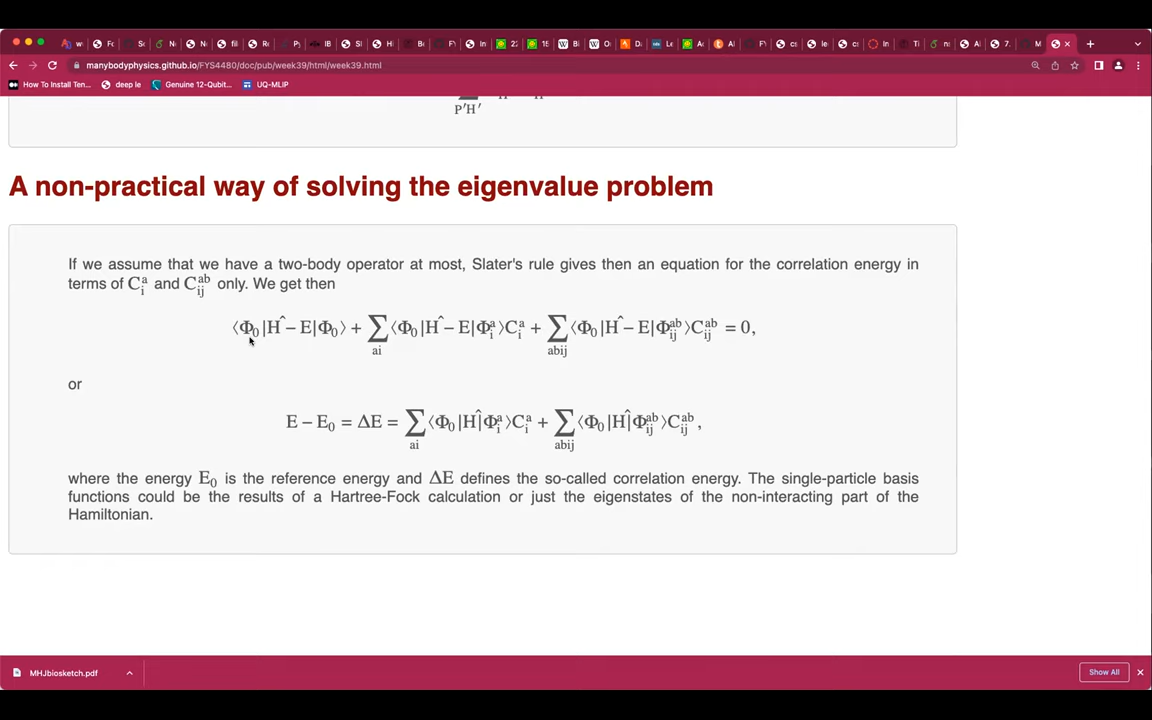 manybodyphysics.github.io/FYS4480/doc/pub/week39/html/week39.html
How To Install Ten... deep le Genuine 12-Qubit... UQ-MLIP
P′H′
A non-practical way of solving the eigenvalue problem
If we assume that we have a two-body operator at most, Slater's rule gives then an equation for the correlation energy in
terms of C_i^a and C_ij^ab only. We get then
⟨Φ_0|Ĥ − E|Φ_0⟩ + ∑_ai ⟨Φ_0|Ĥ − E|Φ_i^a⟩C_i^a + ∑_abij ⟨Φ_0|Ĥ − E|Φ_ij^ab⟩C_ij^ab = 0,
or
E − E_0 = ΔE = ∑_ai ⟨Φ_0|Ĥ|Φ_i^a⟩C_i^a + ∑_abij ⟨Φ_0|Ĥ|Φ_ij^ab⟩C_ij^ab,
where the energy E_0 is the reference energy and ΔE defines the so-called correlation energy. The single-particle basis
functions could be the results of a Hartree-Fock calculation or just the eigenstates of the non-interacting part of the
Hamiltonian.
MHJbiosketch.pdf Show All